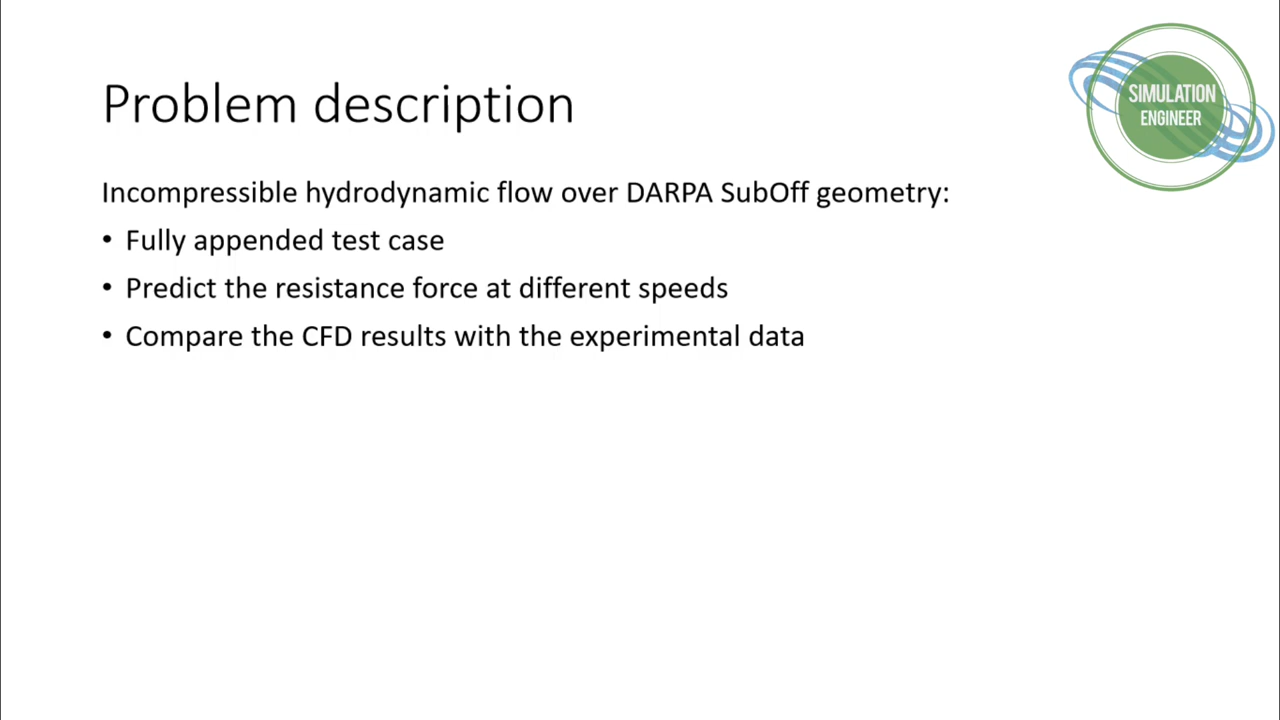 Problem description
SIMULATION
ENGINEER
Incompressible hydrodynamic flow over DARPA SubOff geometry:
• Fully appended test case
• Predict the resistance force at different speeds
• Compare the CFD results with the experimental data